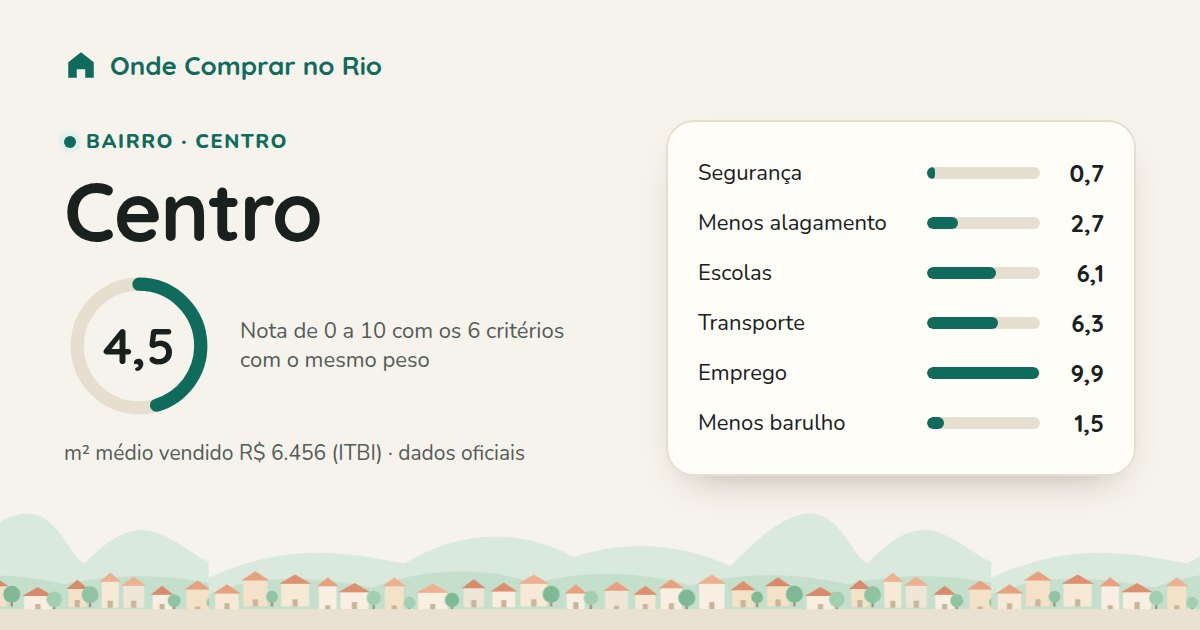 Onde Comprar no Rio
BAIRRO · CENTRO
Centro
4,5
Nota de 0 a 10 com os 6 critérios
com o mesmo peso
m² médio vendido R$ 6.456 (ITBI) · dados oficiais
Segurança 0,7
Menos alagamento 2,7
Escolas 6,1
Transporte 6,3
Emprego 9,9
Menos barulho 1,5